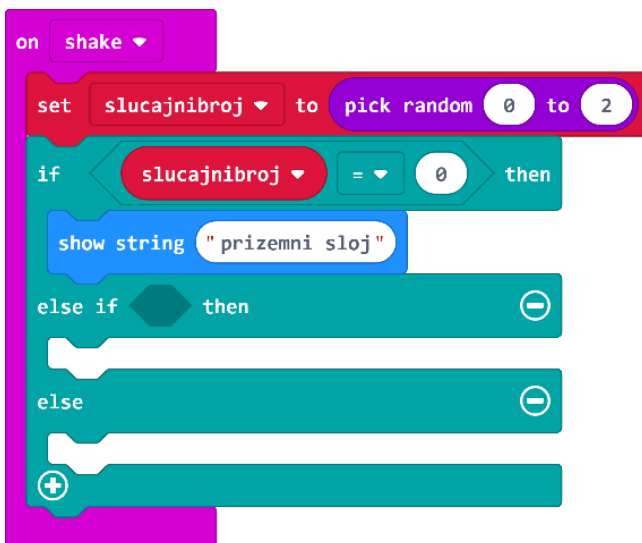 on shake
set slucajnibroj to pick random 0 to 2
if slucajnibroj = 0 then
show string "prizemni sloj"
else if then
else